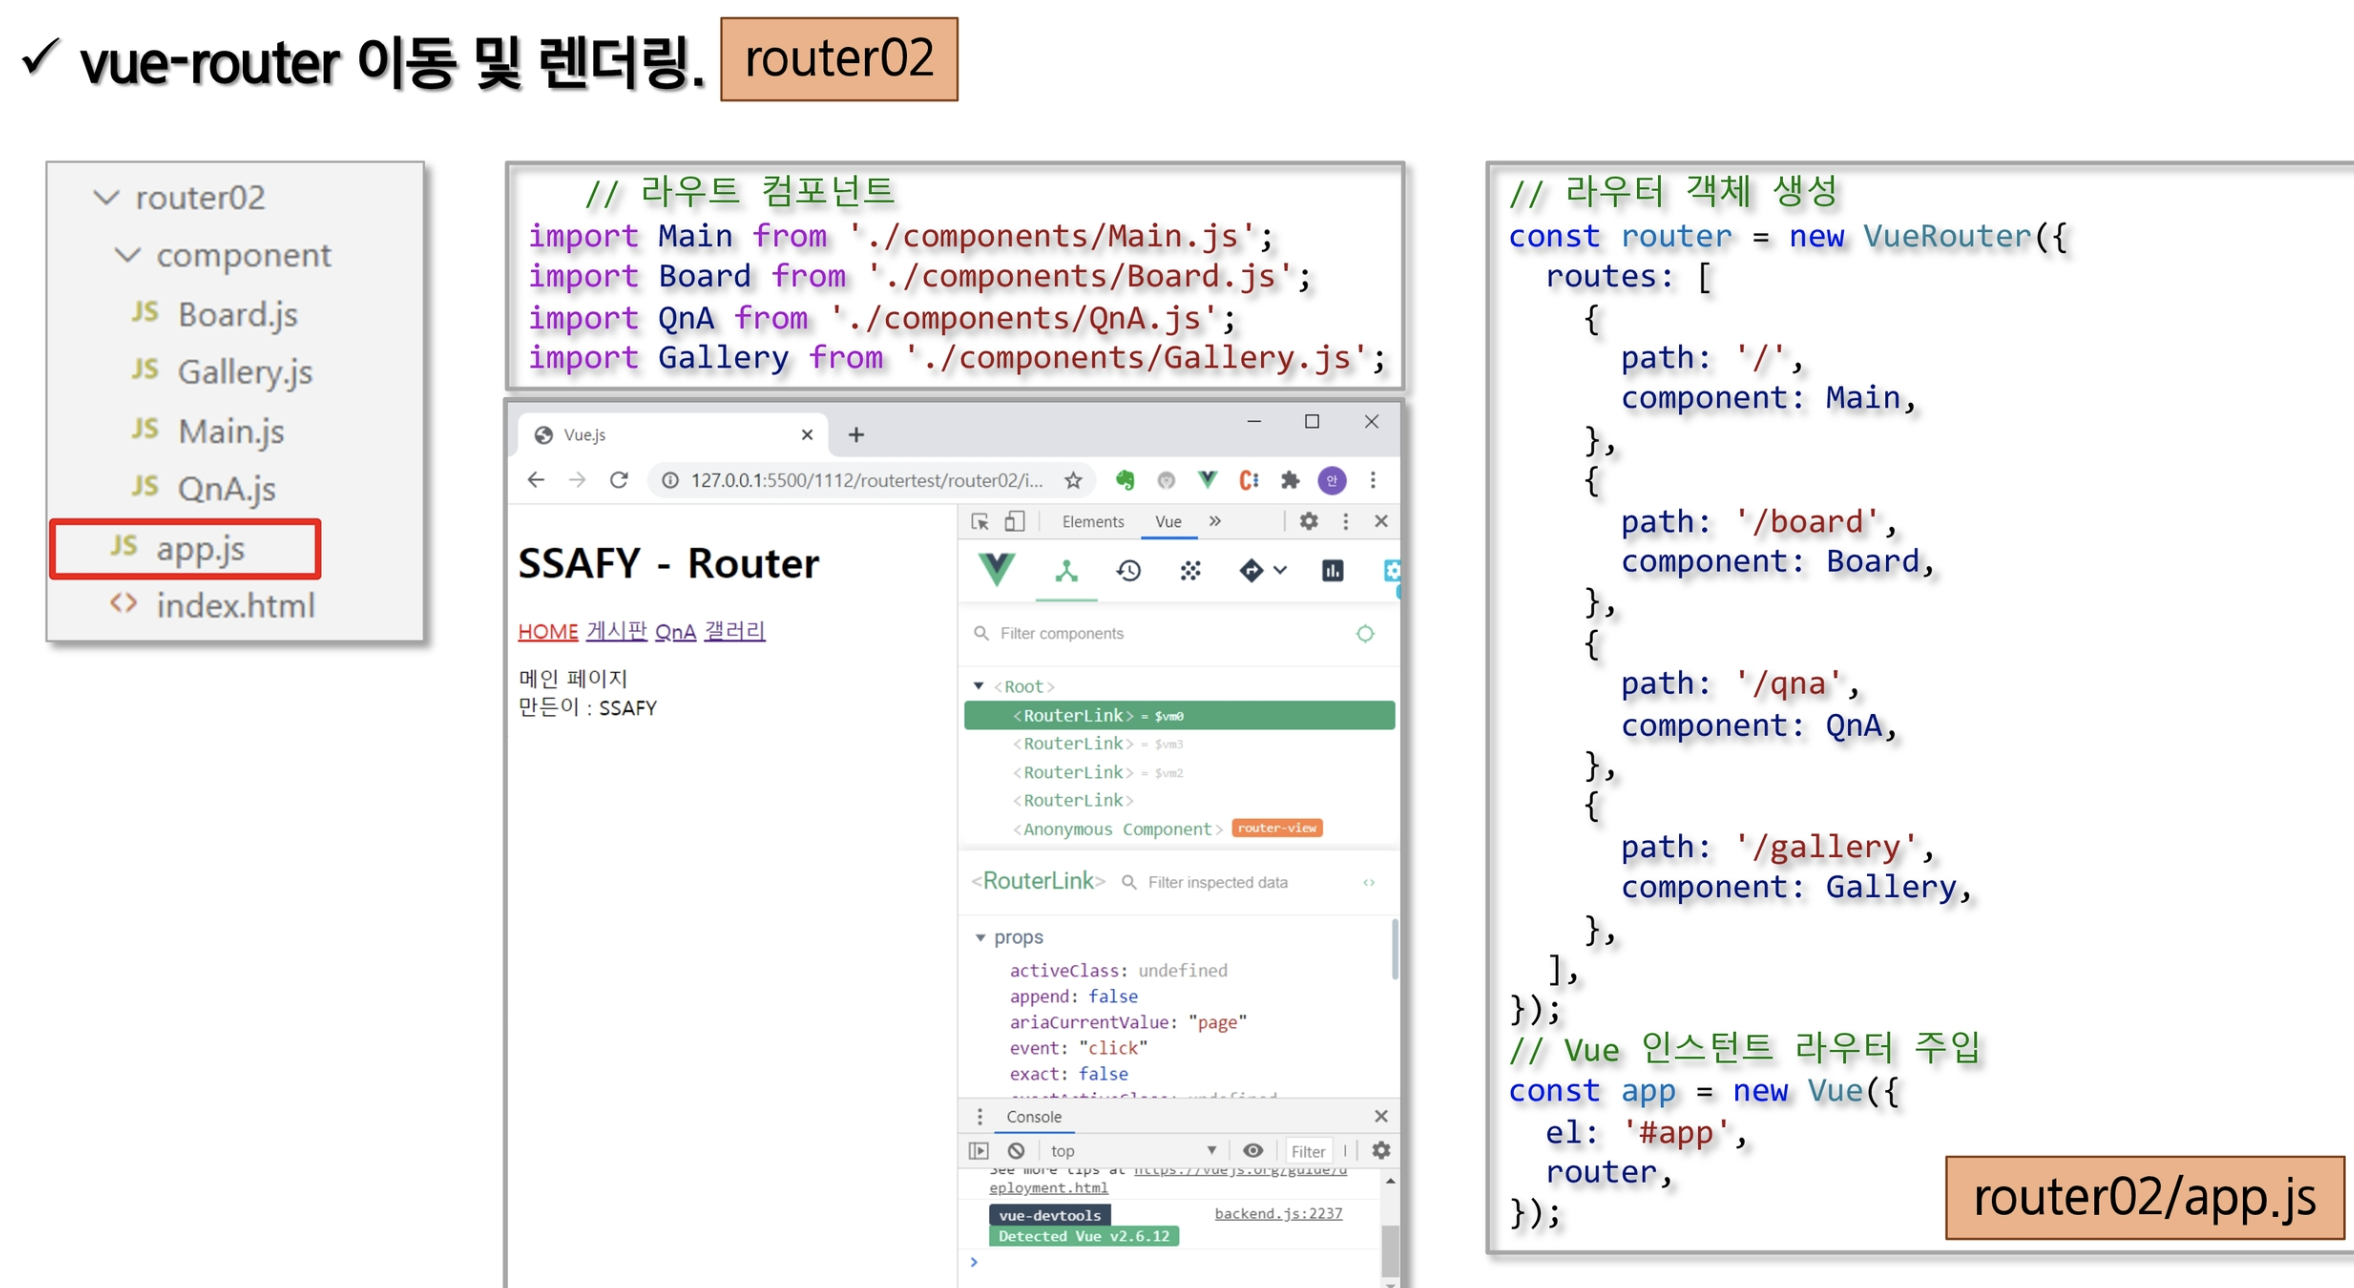 ✓ vue-router 이동 및 렌더링.
router02
router02
component
JS Board.js
JS Gallery.js
JS Main.js
JS QnA.js
JS app.js
<> index.html
// 라우트 컴포넌트
import Main from './components/Main.js';
import Board from './components/Board.js';
import QnA from './components/QnA.js';
import Gallery from './components/Gallery.js';
Vue.js
127.0.0.1:5500/1112/routertest/router02/i...
안
SSAFY - Router
HOME 게시판 QnA 갤러리
메인 페이지
만든이 : SSAFY
Elements Vue »
Filter components
<Root>
<RouterLink> = $vm0
<RouterLink> = $vm3
<RouterLink> = $vm2
<RouterLink>
<Anonymous Component> router-view
<RouterLink> Filter inspected data
props
activeClass: undefined
append: false
ariaCurrentValue: "page"
event: "click"
exact: false
Console
top Filter
See more tips at https://vuejs.org/guide/d
eployment.html
vue-devtools backend.js:2237
Detected Vue v2.6.12
>
// 라우터 객체 생성
const router = new VueRouter({
routes: [
{
path: '/',
component: Main,
},
{
path: '/board',
component: Board,
},
{
path: '/qna',
component: QnA,
},
{
path: '/gallery',
component: Gallery,
},
],
});
// Vue 인스턴트 라우터 주입
const app = new Vue({
el: '#app',
router,
});
router02/app.js